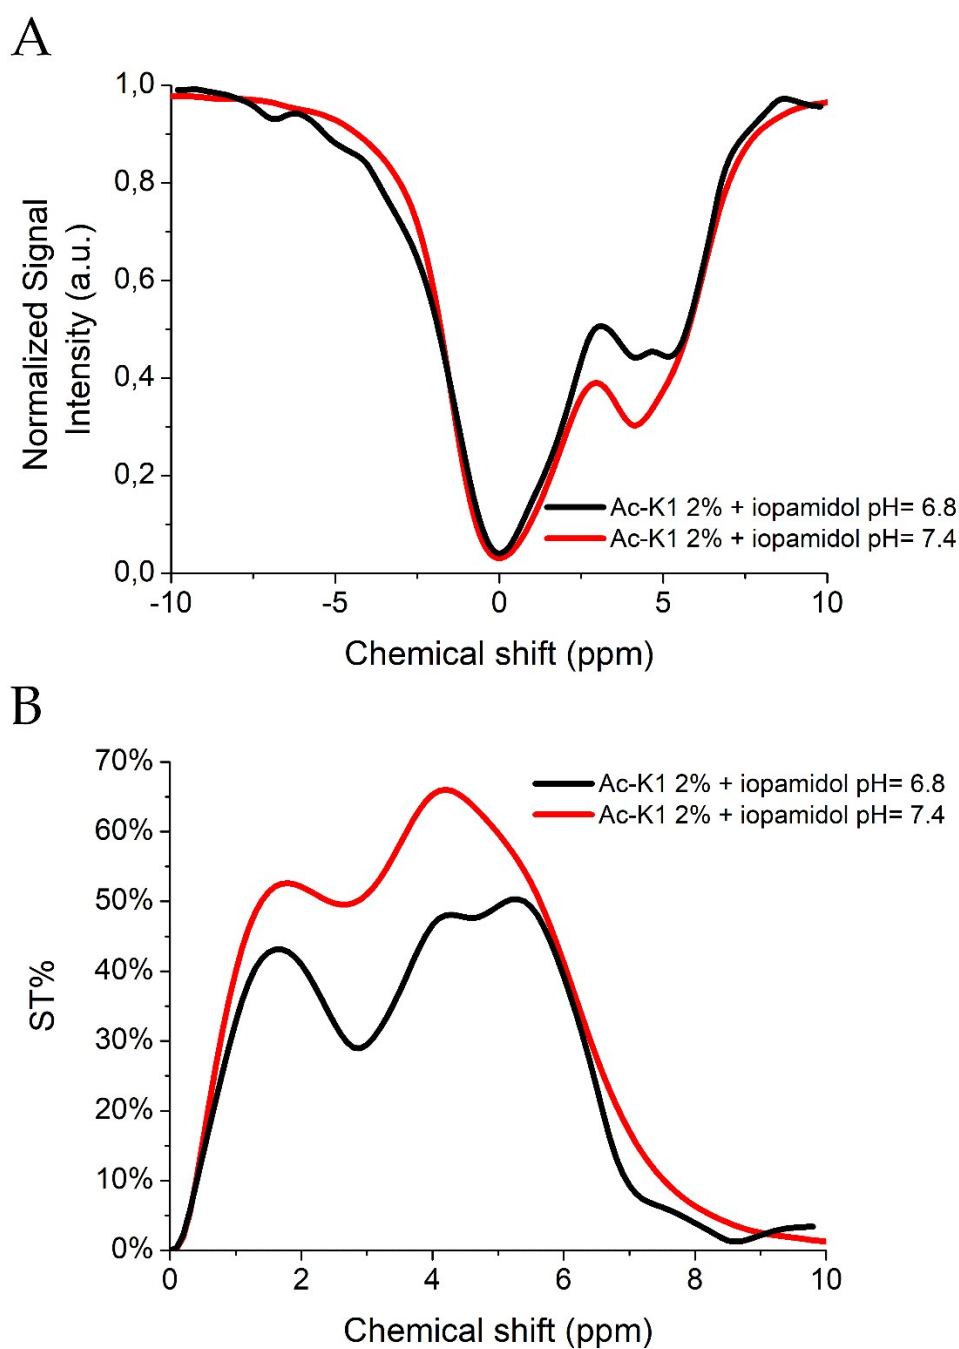 A
1,0
0,8
0,6
0,4
0,2
0,0
Normalized Signal
Intensity (a.u.)
Ac-K1 2% + iopamidol pH= 6.8
Ac-K1 2% + iopamidol pH= 7.4
-10 -5 0 5 10
Chemical shift (ppm)
B
70%
60%
50%
40%
30%
20%
10%
0%
ST%
Ac-K1 2% + iopamidol pH= 6.8
Ac-K1 2% + iopamidol pH= 7.4
0 2 4 6 8 10
Chemical shift (ppm)